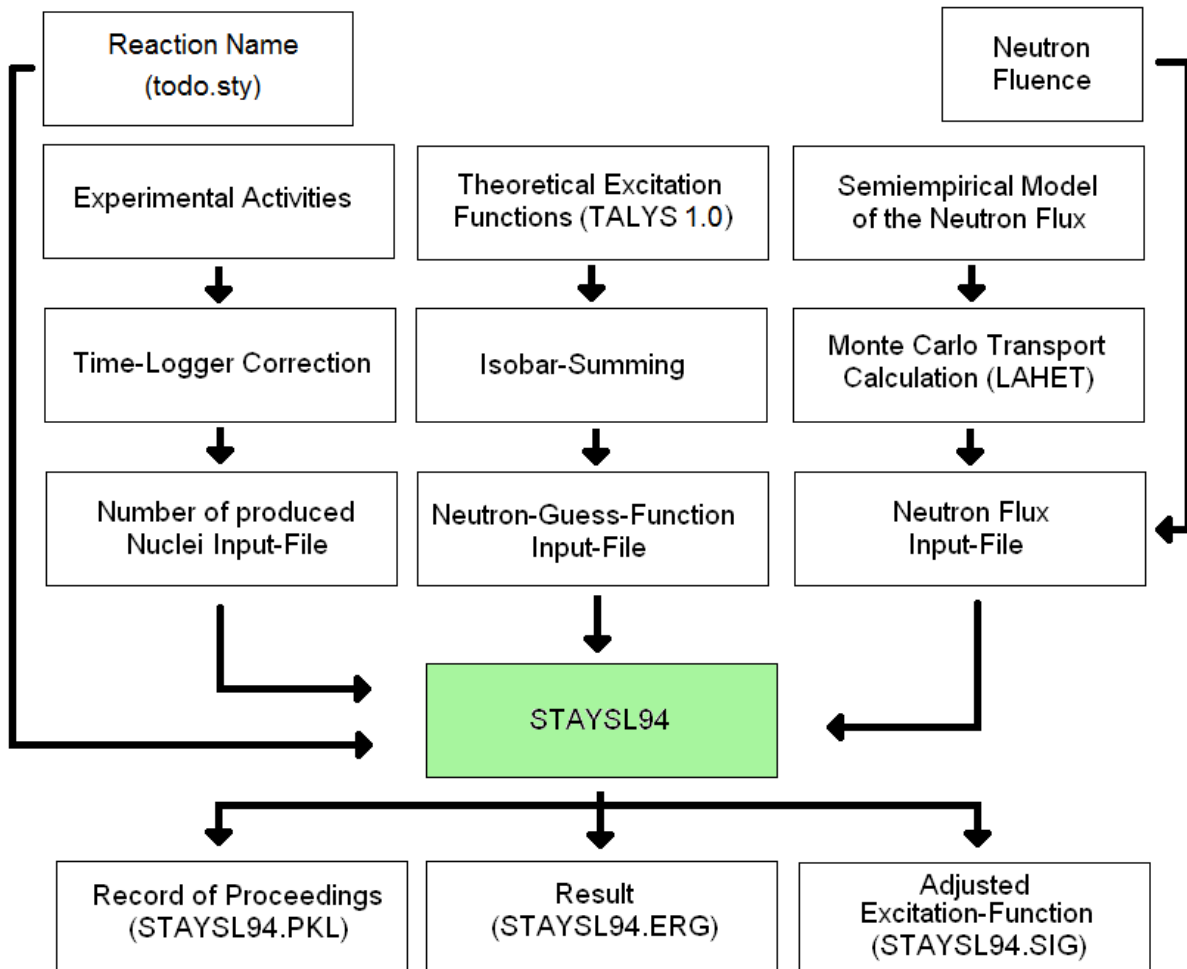 Reaction Name
(todo.sty)
Neutron
Fluence
Experimental Activities
Theoretical Excitation
Functions (TALYS 1.0)
Semiempirical Model
of the Neutron Flux
Time-Logger Correction
Isobar-Summing
Monte Carlo Transport
Calculation (LAHET)
Number of produced
Nuclei Input-File
Neutron-Guess-Function
Input-File
Neutron Flux
Input-File
STAYSL94
Record of Proceedings
(STAYSL94.PKL)
Result
(STAYSL94.ERG)
Adjusted
Excitation-Function
(STAYSL94.SIG)